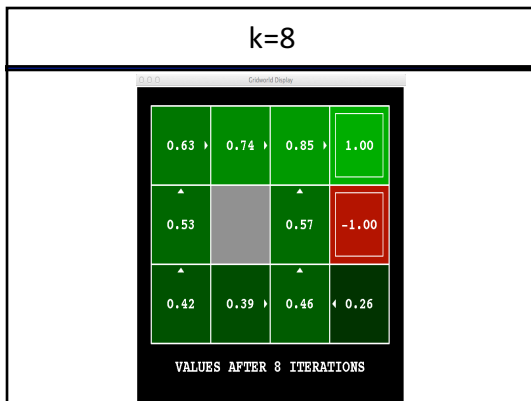 k=8
Gridworld Display
0.63 0.74 0.85 1.00
0.53 0.57 -1.00
0.42 0.39 0.46 0.26
VALUES AFTER 8 ITERATIONS